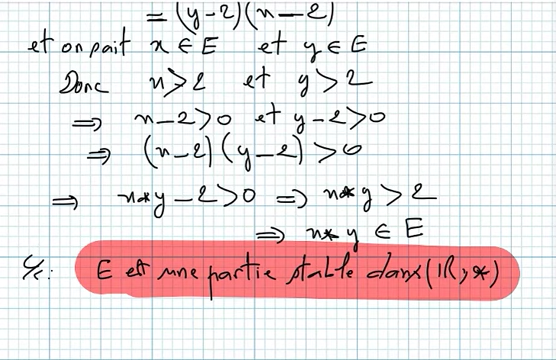 = (y-2)(x-2)
et on sait x ∈ E et y ∈ E
Donc x > 2 et y > 2
⇒ x-2 > 0 et y-2 > 0
⇒ (x-2)(y-2) > 0
⇒ x*y - 2 > 0 ⇒ x*y > 2
⇒ x*y ∈ E
C/c: E est une partie stable dans (ℝ, *)